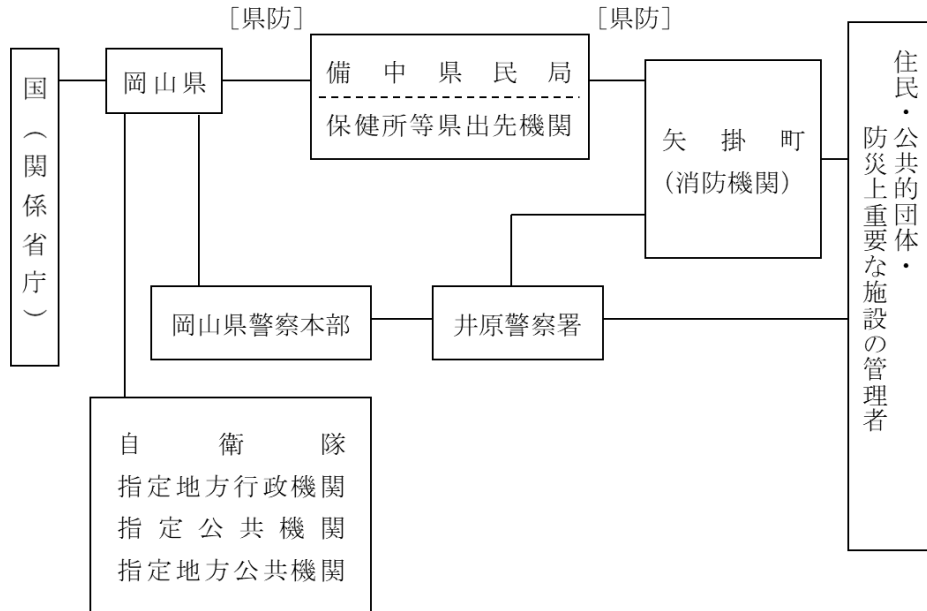 ［県防］
［県防］
国（関係省庁）
岡山県
備中県民局
保健所等県出先機関
矢掛町
（消防機関）
住民・公共的団体・
防災上重要な施設の管理者
岡山県警察本部
井原警察署
自衛隊
指定地方行政機関
指定公共機関
指定地方公共機関